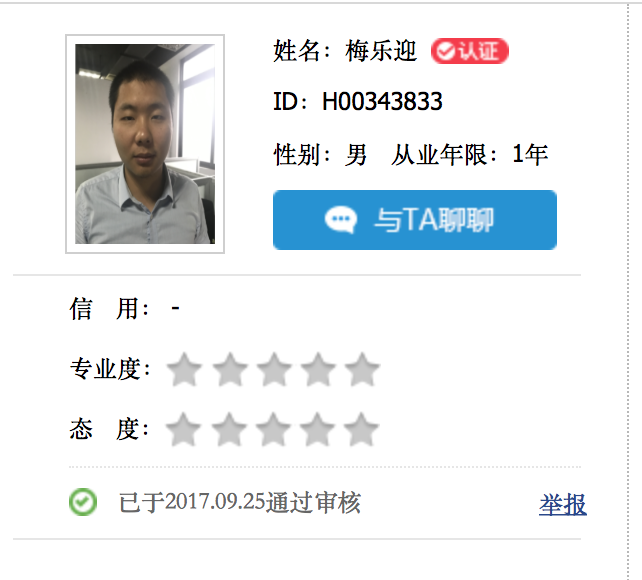 姓名：梅乐迎 认证
ID：H00343833
性别：男 从业年限：1年
与TA聊聊
信 用： -
专业度：
态 度：
已于2017.09.25通过审核 举报